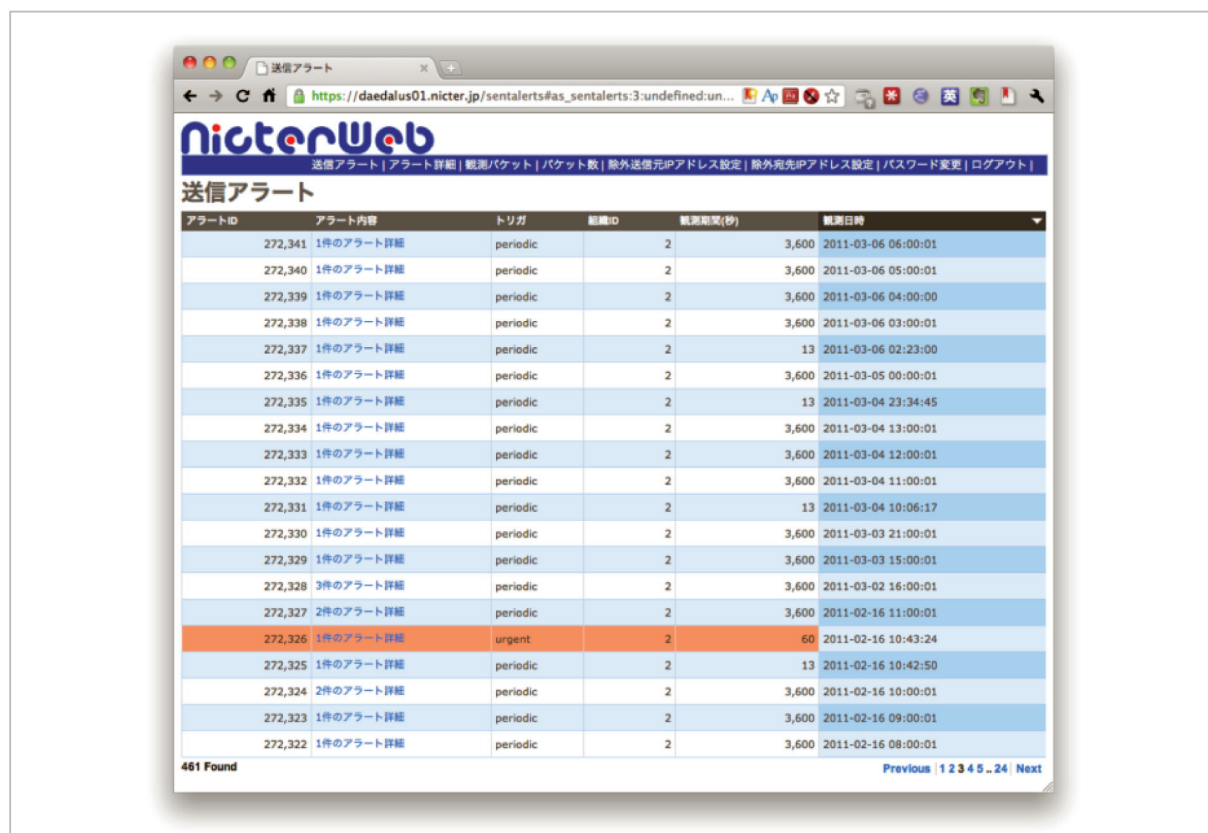 送信アラート
https://daedalus01.nicter.jp/sentalerts#as_sentalerts:3:undefined:un...
NicterWeb
送信アラート | アラート詳細 | 観測パケット | パケット数 | 除外送信元IPアドレス設定 | 除外宛先IPアドレス設定 | パスワード変更 | ログアウト |
送信アラート
アラートID アラート内容 トリガ 組織ID 観測期間(秒) 観測日時
272,341 1件のアラート詳細 periodic 2 3,600 2011-03-06 06:00:01
272,340 1件のアラート詳細 periodic 2 3,600 2011-03-06 05:00:01
272,339 1件のアラート詳細 periodic 2 3,600 2011-03-06 04:00:00
272,338 1件のアラート詳細 periodic 2 3,600 2011-03-06 03:00:01
272,337 1件のアラート詳細 periodic 2 13 2011-03-06 02:23:00
272,336 1件のアラート詳細 periodic 2 3,600 2011-03-05 00:00:01
272,335 1件のアラート詳細 periodic 2 13 2011-03-04 23:34:45
272,334 1件のアラート詳細 periodic 2 3,600 2011-03-04 13:00:01
272,333 1件のアラート詳細 periodic 2 3,600 2011-03-04 12:00:01
272,332 1件のアラート詳細 periodic 2 3,600 2011-03-04 11:00:01
272,331 1件のアラート詳細 periodic 2 13 2011-03-04 10:06:17
272,330 1件のアラート詳細 periodic 2 3,600 2011-03-03 21:00:01
272,329 1件のアラート詳細 periodic 2 3,600 2011-03-03 15:00:01
272,328 3件のアラート詳細 periodic 2 3,600 2011-03-02 16:00:01
272,327 2件のアラート詳細 periodic 2 3,600 2011-02-16 11:00:01
272,326 1件のアラート詳細 urgent 2 60 2011-02-16 10:43:24
272,325 1件のアラート詳細 periodic 2 13 2011-02-16 10:42:50
272,324 2件のアラート詳細 periodic 2 3,600 2011-02-16 10:00:01
272,323 1件のアラート詳細 periodic 2 3,600 2011-02-16 09:00:01
272,322 1件のアラート詳細 periodic 2 3,600 2011-02-16 08:00:01
461 Found
Previous | 1 2 3 4 5 .. 24 | Next